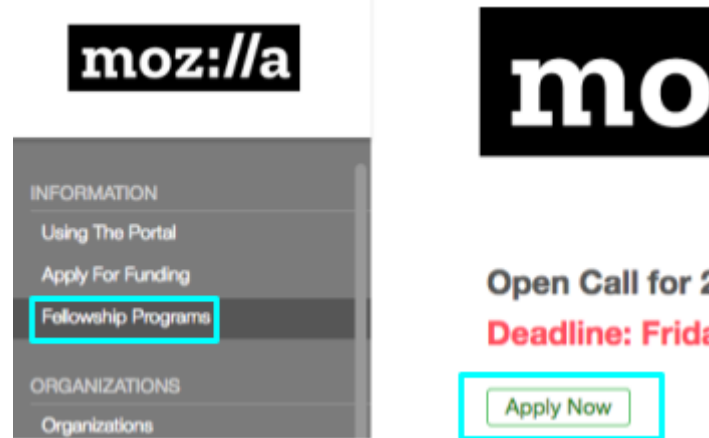 moz://a
INFORMATION
Using The Portal
Apply For Funding
Fellowship Programs
ORGANIZATIONS
Organizations
mo
Open Call for 2
Deadline: Frida
Apply Now